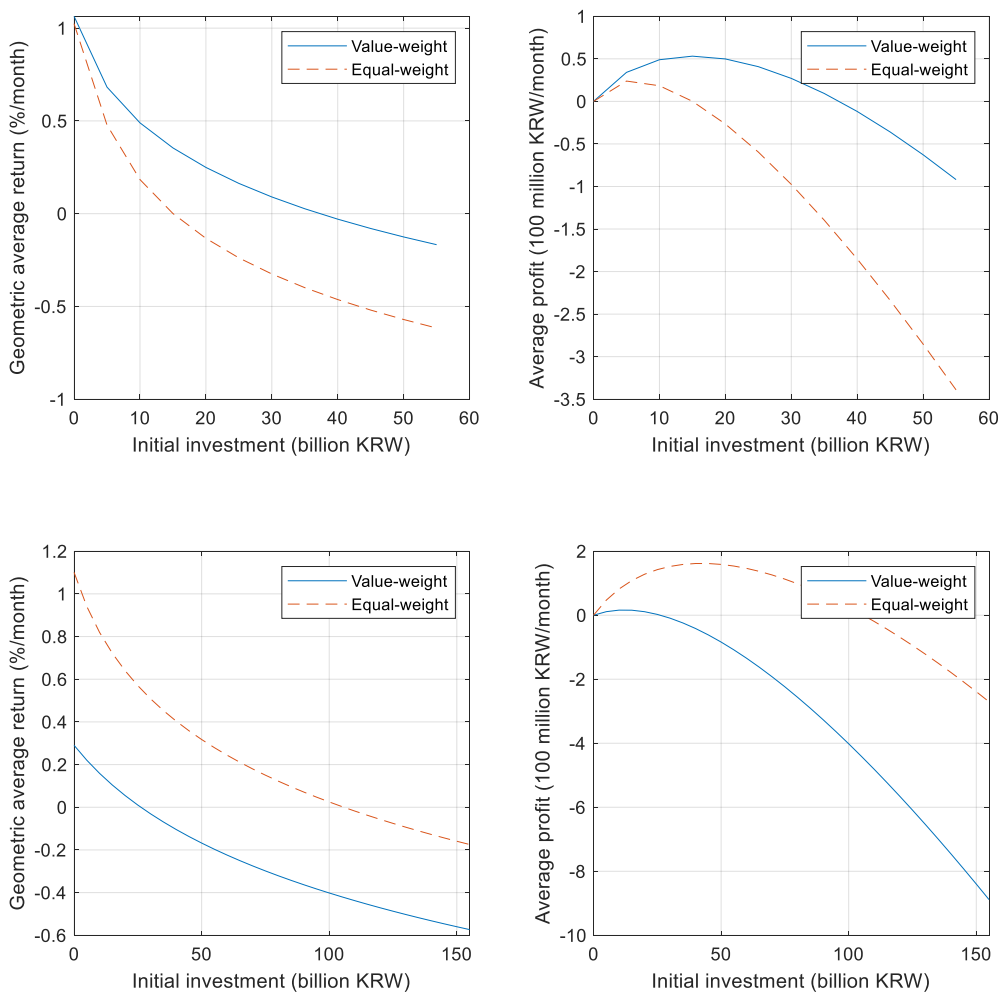 Geometric average return (%/month)
1
0.5
0
-0.5
-1
Value-weight
Equal-weight
0 10 20 30 40 50 60
Initial investment (billion KRW)
Average profit (100 million KRW/month)
1
0.5
0
-0.5
-1
-1.5
-2
-2.5
-3
-3.5
Value-weight
Equal-weight
0 10 20 30 40 50 60
Initial investment (billion KRW)
Geometric average return (%/month)
1.2
1
0.8
0.6
0.4
0.2
0
-0.2
-0.4
-0.6
Value-weight
Equal-weight
0 50 100 150
Initial investment (billion KRW)
Average profit (100 million KRW/month)
2
0
-2
-4
-6
-8
-10
Value-weight
Equal-weight
0 50 100 150
Initial investment (billion KRW)